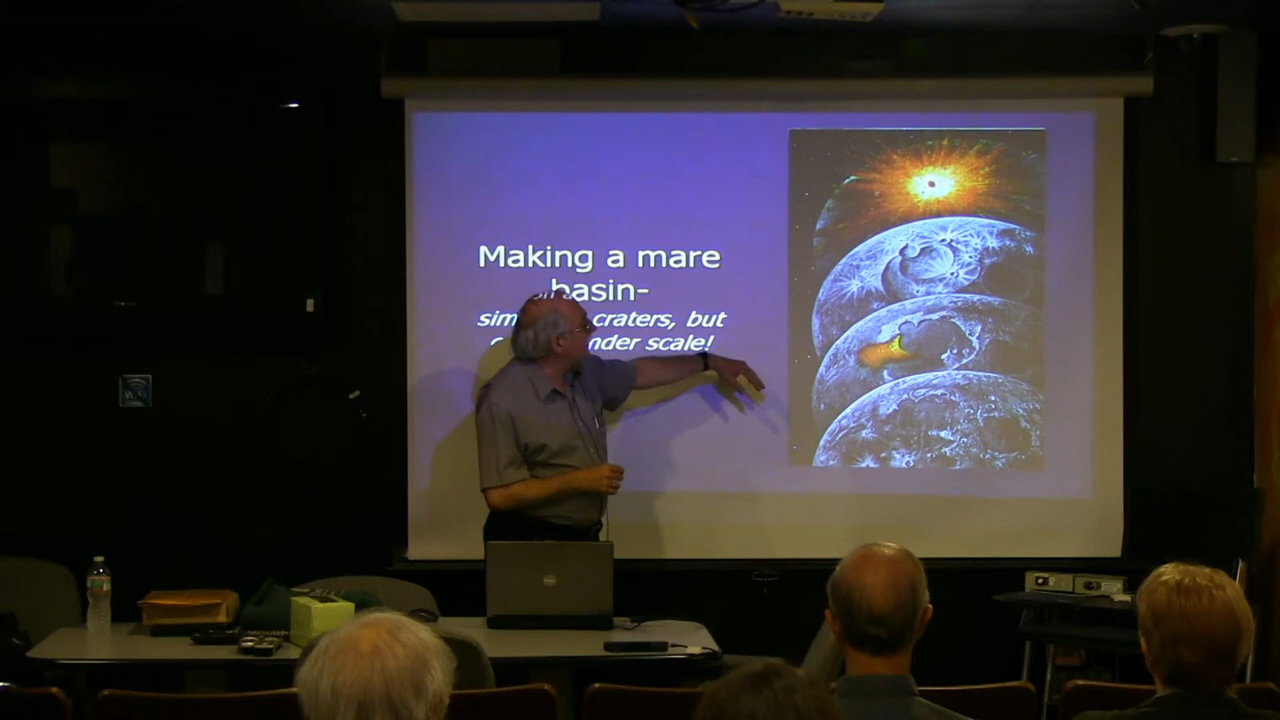 Making a mare
basin-
craters, but
scale!